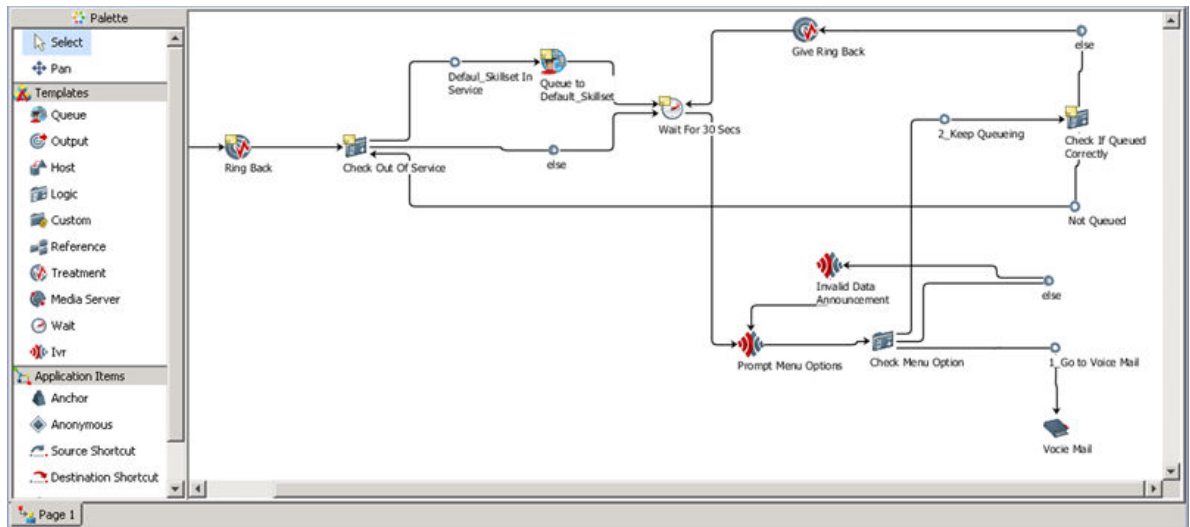 Palette
Select
Pan
Templates
Queue
Output
Host
Logic
Custom
Reference
Treatment
Media Server
Wait
Ivr
Application Items
Anchor
Anonymous
Source Shortcut
Destination Shortcut
Page 1
Ring Back
Check Out Of Service
Defaul_Skillset In
Service
Queue to
Default_Skillset
else
Wait For 30 Secs
Give Ring Back
else
2_Keep Queueing
Check If Queued
Correctly
Not Queued
Invalid Data
Announcement
else
Prompt Menu Options
Check Menu Option
1_Go to Voice Mail
Vocie Mail